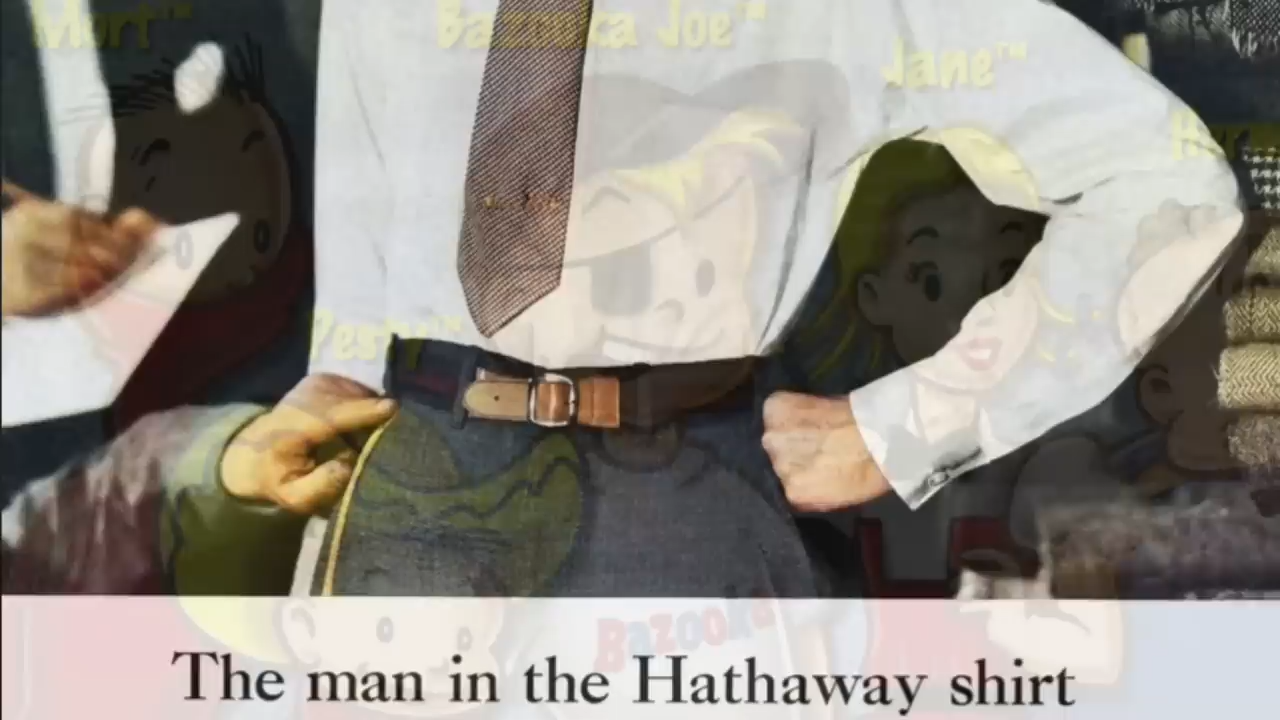 Mort™
Bazooka Joe™
Jane™
Pesty™
Bazooka
The man in the Hathaway shirt